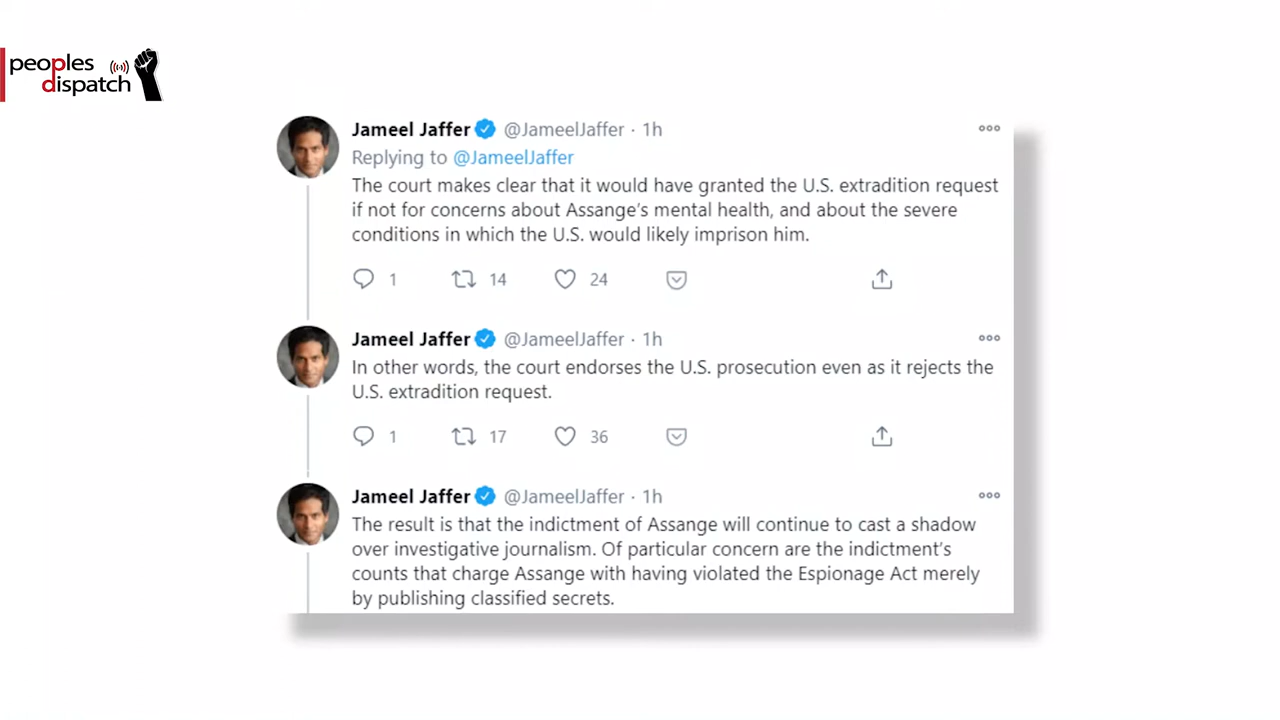 peoples
dispatch
Jameel Jaffer @JameelJaffer · 1h
Replying to @JameelJaffer
The court makes clear that it would have granted the U.S. extradition request
if not for concerns about Assange’s mental health, and about the severe
conditions in which the U.S. would likely imprison him.
1 14 24
Jameel Jaffer @JameelJaffer · 1h
In other words, the court endorses the U.S. prosecution even as it rejects the
U.S. extradition request.
1 17 36
Jameel Jaffer @JameelJaffer · 1h
The result is that the indictment of Assange will continue to cast a shadow
over investigative journalism. Of particular concern are the indictment’s
counts that charge Assange with having violated the Espionage Act merely
by publishing classified secrets.